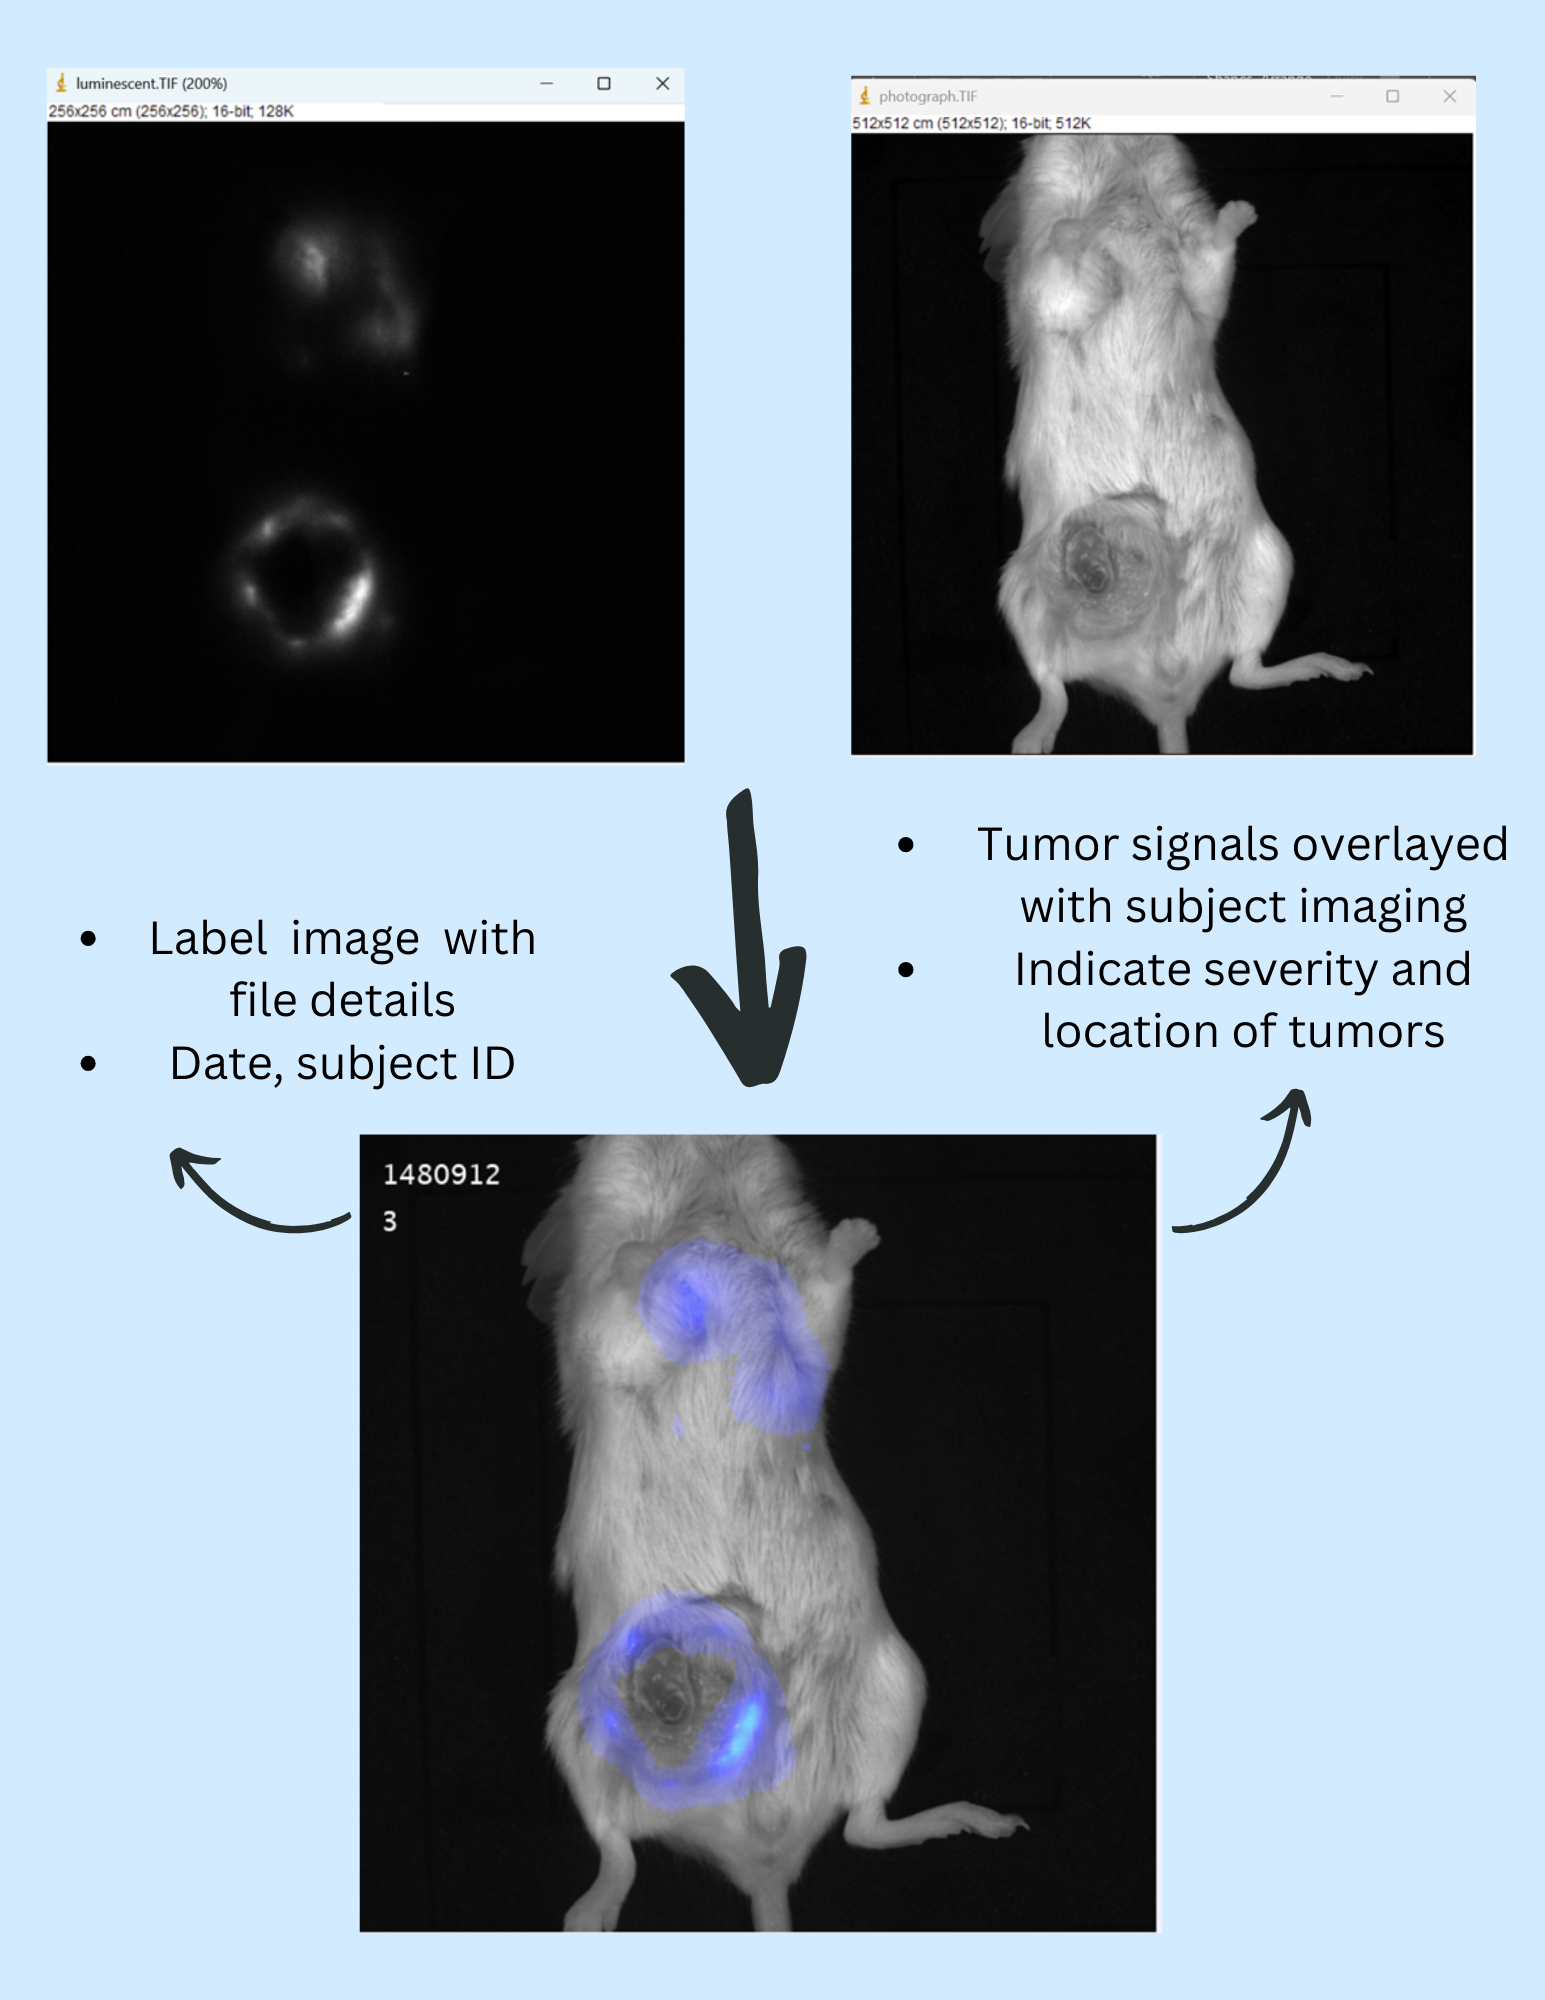 luminescent.TIF (200%)
256x256 cm (256x256); 16-bit; 128K
photograph.TIF
512x512 cm (512x512); 16-bit; 512K
• Label image with
file details
• Date, subject ID
• Tumor signals overlayed
with subject imaging
• Indicate severity and
location of tumors
1480912
3